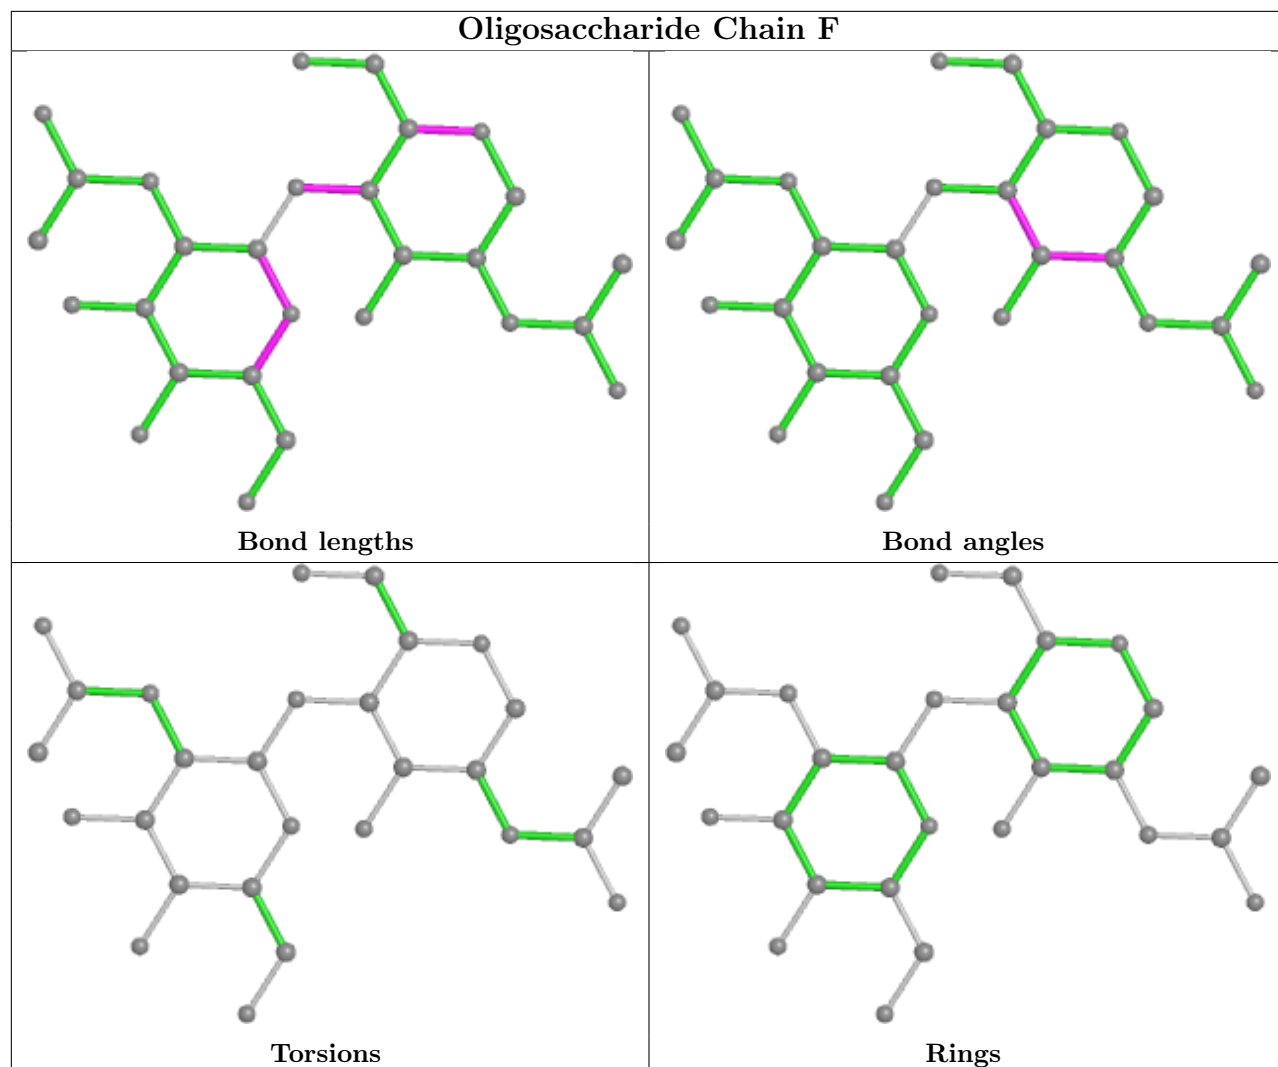 Oligosaccharide Chain F
Bond lengths
Bond angles
Torsions
Rings